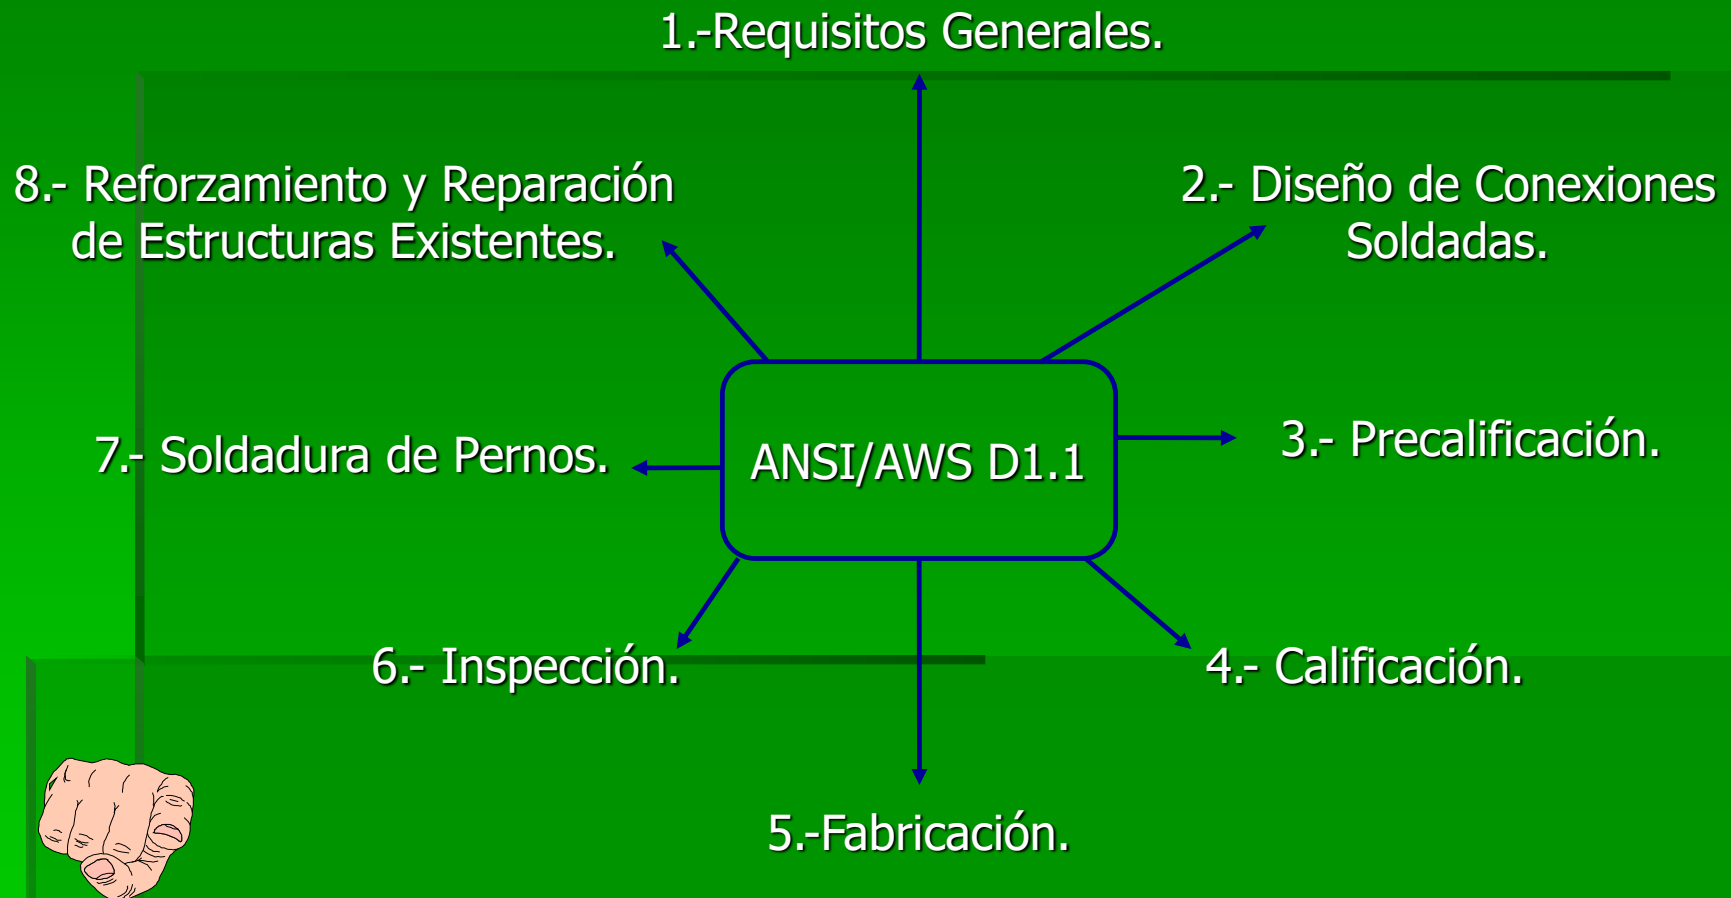 1.-Requisitos Generales.
8.- Reforzamiento y Reparación
de Estructuras Existentes.
2.- Diseño de Conexiones
Soldadas.
7.- Soldadura de Pernos.
ANSI/AWS D1.1
3.- Precalificación.
6.- Inspección.
4.- Calificación.
5.-Fabricación.